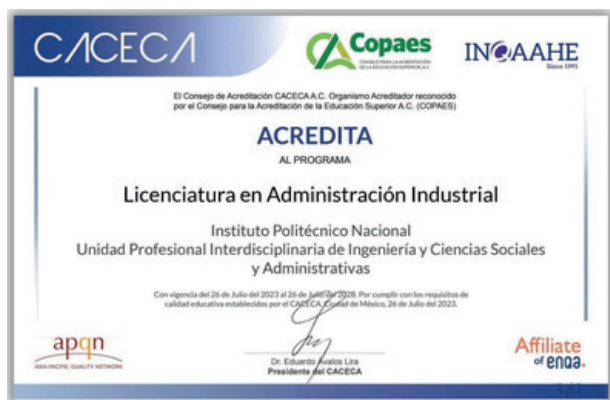 CACECA
Copaes
CONSEJO PARA LA ACREDITACIÓN
DE LA EDUCACIÓN SUPERIOR, A.C.
INQAAHE
Since 1991
El Consejo de Acreditación CACECA A.C. Organismo Acreditador reconocido
por el Consejo para la Acreditación de la Educación Superior A.C. (COPAES)
ACREDITA
AL PROGRAMA
Licenciatura en Administración Industrial
Instituto Politécnico Nacional
Unidad Profesional Interdisciplinaria de Ingeniería y Ciencias Sociales
y Administrativas
Con vigencia del 26 de Julio del 2023 al 26 de Julio del 2028. Por cumplir con los requisitos de
calidad educativa establecidos por el CACECA, Ciudad de México, 26 de Julio del 2023.
apqn
ASIA-PACIFIC QUALITY NETWORK
Dr. Eduardo Avalos Lira
Presidente del CACECA
Affiliate
of enqa.
1/1